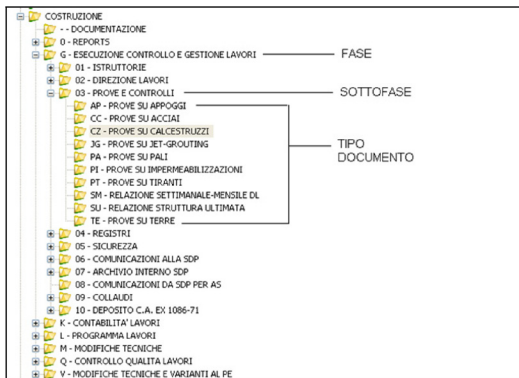 COSTRUZIONE
- - DOCUMENTAZIONE
0 - REPORTS
G - ESECUZIONE CONTROLLO E GESTIONE LAVORI
FASE
01 - ISTRUTTORIE
02 - DIREZIONE LAVORI
03 - PROVE E CONTROLLI
SOTTOFASE
AP - PROVE SU APPOGGI
CC - PROVE SU ACCIAI
CZ - PROVE SU CALCESTRUZZI
JG - PROVE SU JET-GROUTING
TIPO
DOCUMENTO
PA - PROVE SU PALI
PI - PROVE SU IMPERMEABILIZZAZIONI
PT - PROVE SU TIRANTI
SM - RELAZIONE SETTIMANALE-MENSILE DL
SU - RELAZIONE STRUTTURA ULTIMATA
TE - PROVE SU TERRE
04 - REGISTRI
05 - SICUREZZA
06 - COMUNICAZIONI ALLA SDP
07 - ARCHIVIO INTERNO SDP
08 - COMUNICAZIONI DA SDP PER AS
09 - COLLAUDI
10 - DEPOSITO C.A. EX 1086-71
K - CONTABILITA' LAVORI
L - PROGRAMMA LAVORI
M - MODIFICHE TECNICHE
Q - CONTROLLO QUALITA LAVORI
V - MODIFICHE TECNICHE E VARIANTI AL PE